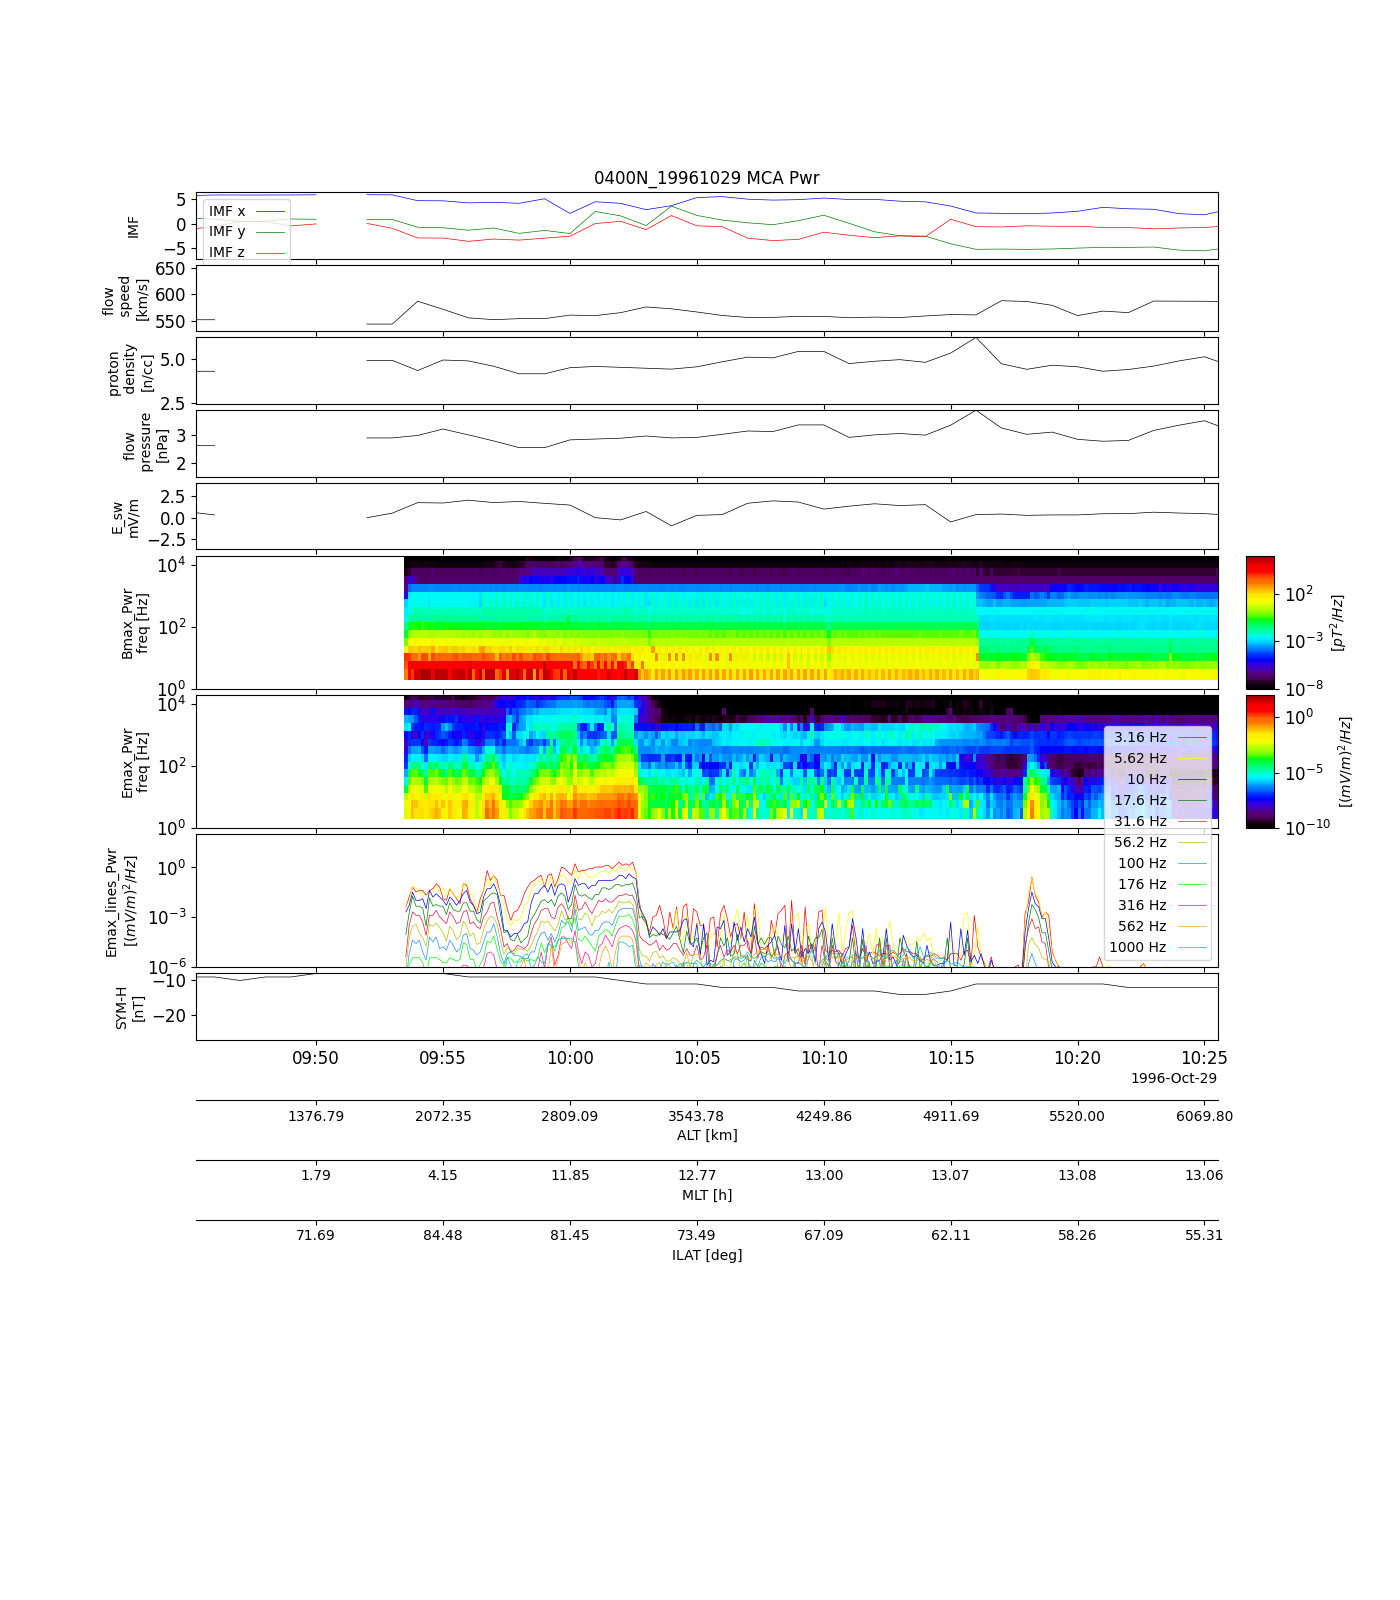 0400N_19961029 MCA Pwr
IMF
5
0
−5
IMF x
IMF y
IMF z
flow
speed
[km/s]
650
600
550
proton
density
[n/cc]
5.0
2.5
flow
pressure
[nPa]
3
2
E_sw
mV/m
2.5
0.0
−2.5
Bmax_Pwr
freq [Hz]
10^4
10^2
10^0
10^2
10^-3
10^-8
[pT^2/Hz]
Emax_Pwr
freq [Hz]
10^4
10^2
10^0
10^0
10^-5
10^-10
[(mV/m)^2/Hz]
3.16 Hz
5.62 Hz
10 Hz
17.6 Hz
31.6 Hz
56.2 Hz
100 Hz
176 Hz
316 Hz
562 Hz
1000 Hz
Emax_lines_Pwr
[(mV/m)^2/Hz]
10^0
10^-3
10^-6
SYM-H
[nT]
−10
−20
09:50 09:55 10:00 10:05 10:10 10:15 10:20 10:25
1996-Oct-29
1376.79 2072.35 2809.09 3543.78 4249.86 4911.69 5520.00 6069.80
ALT [km]
1.79 4.15 11.85 12.77 13.00 13.07 13.08 13.06
MLT [h]
71.69 84.48 81.45 73.49 67.09 62.11 58.26 55.31
ILAT [deg]